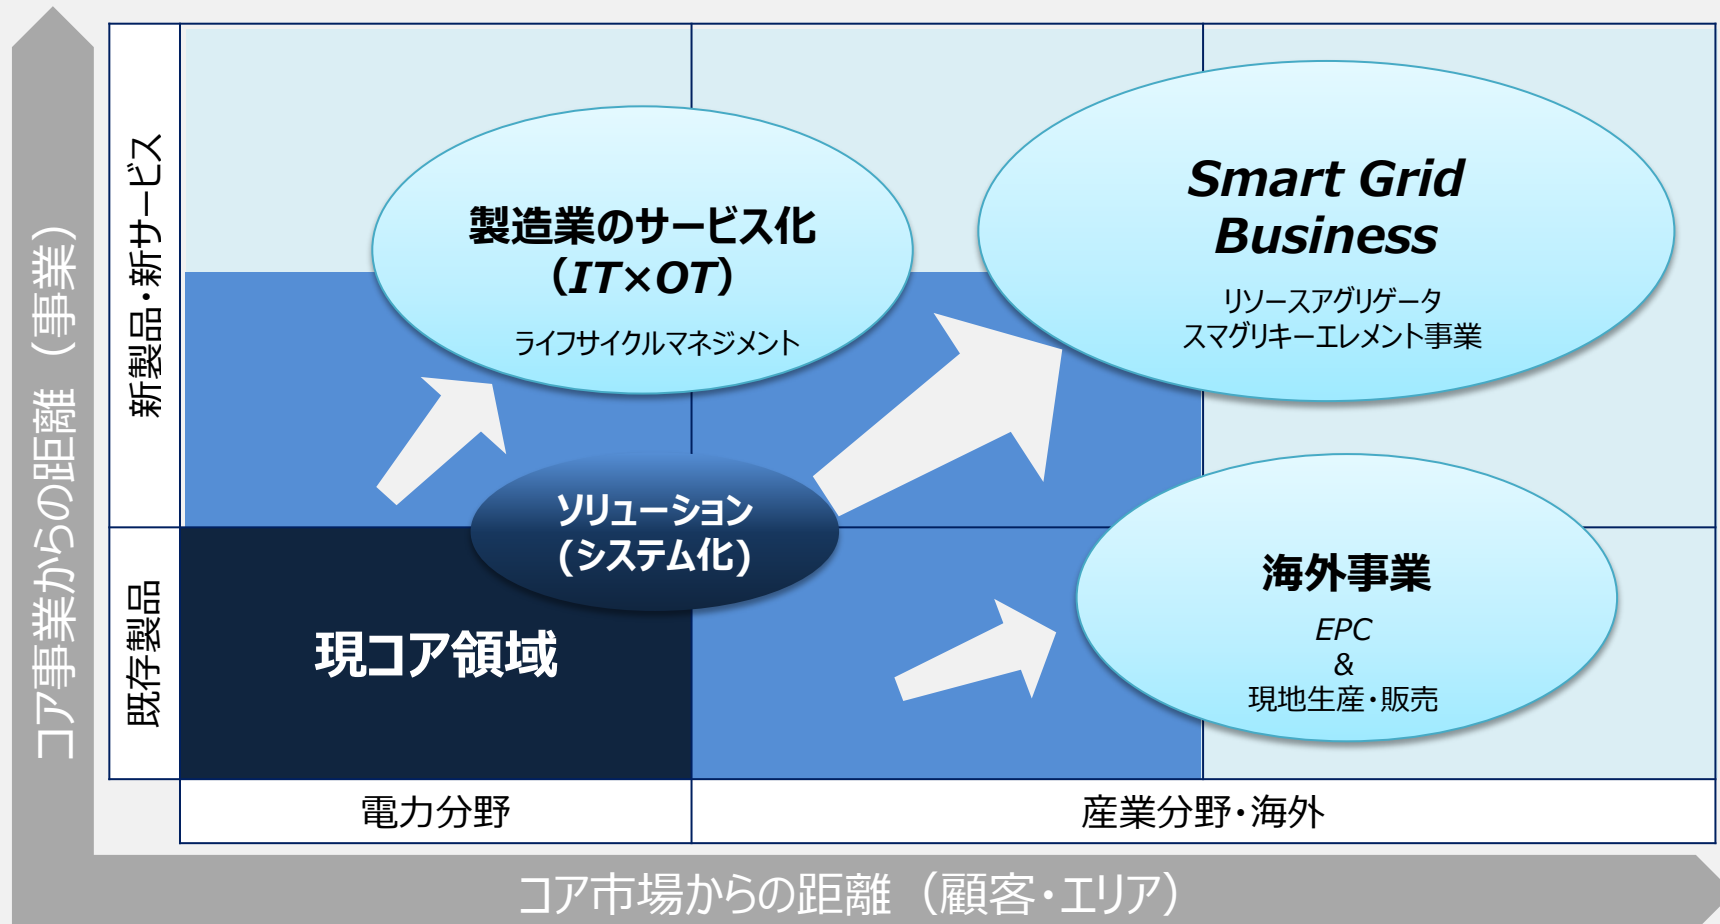 コア事業からの距離（事業）
新製品・新サービス
既存製品
製造業のサービス化
（IT×OT）
ライフサイクルマネジメント
Smart Grid
Business
リソースアグリゲータ
スマグリキーエレメント事業
ソリューション
(システム化)
現コア領域
海外事業
EPC
&
現地生産・販売
電力分野
産業分野・海外
コア市場からの距離（顧客・エリア）